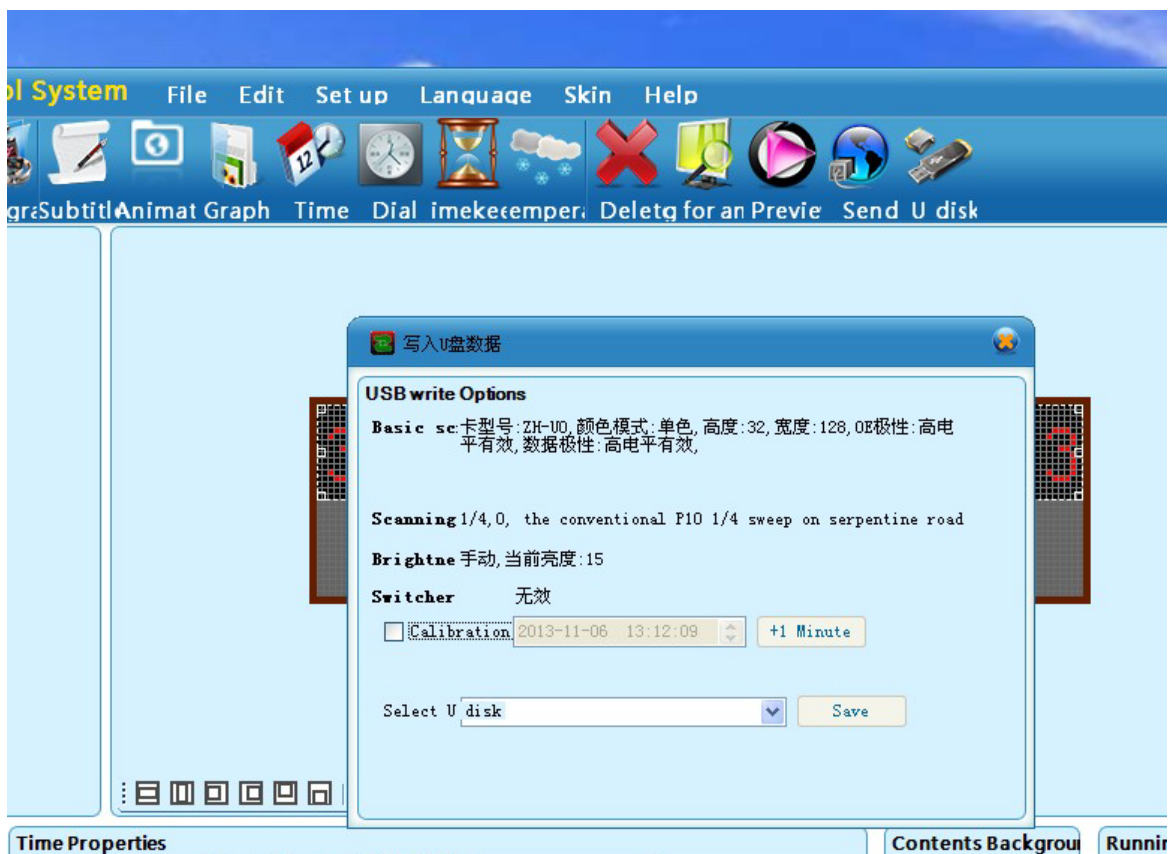 ol System File Edit Set up Language Skin Help
graSubtitlAnimat Graph Time Dial imekeeempera Deletg for an Previe Send U disk
写入U盘数据
USB write Options
Basic sc:卡型号:ZH-U0,颜色模式:单色,高度:32,宽度:128,OE极性:高电
平有效,数据极性:高电平有效,
Scanning 1/4,0, the conventional P10 1/4 sweep on serpentine road
Brightne 手动,当前亮度:15
Switcher 无效
Calibration 2013-11-06 13:12:09 +1 Minute
Select U disk Save
Time Properties Contents Backgrou Runnin